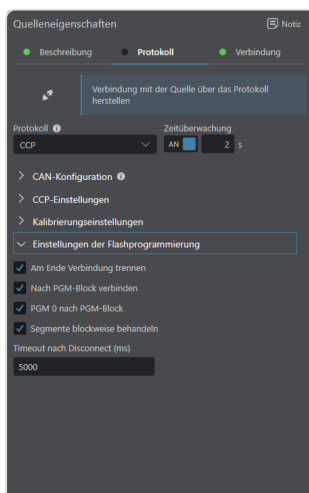 Quelleneigenschaften Notiz
Beschreibung Protokoll Verbindung
Verbindung mit der Quelle über das Protokoll
herstellen
Protokoll Zeitüberwachung
CCP AN 2 s
CAN-Konfiguration
CCP-Einstellungen
Kalibrierungseinstellungen
Einstellungen der Flashprogrammierung
Am Ende Verbindung trennen
Nach PGM-Block verbinden
PGM 0 nach PGM-Block
Segmente blockweise behandeln
Timeout nach Disconnect (ms)
5000